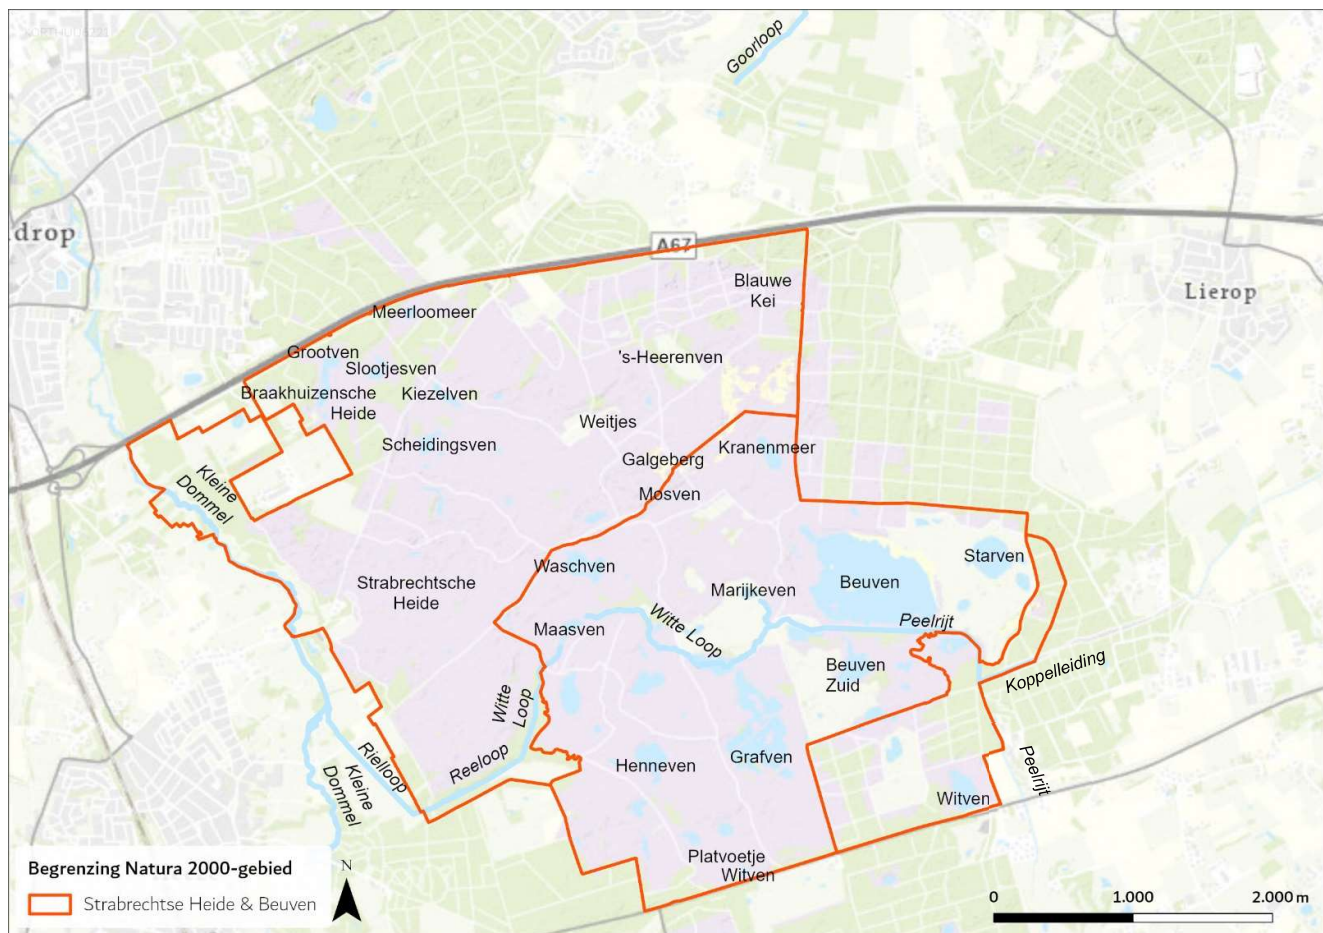 Goorloop
drop
A67
Lierop
Blauwe
Kei
Meerloomeer
Grootven
Slootjesven
's-Heerenven
Braakhuizensche
Heide
Kiezelven
Weitjes
Scheidingsven
Galgeberg
Kranenmeer
Kleine
Dommel
Mosven
Waschven
Starven
Strabrechtsche
Heide
Marijkeven
Beuven
Maasven
Witte Loop
Peelrijt
Beuven
Zuid
Koppelleiding
Witte
Loop
Reeloop
Rielloop
Kleine
Dommel
Henneven
Grafven
Peelrijt
Witven
Platvoetje
Witven
Begrenzing Natura 2000-gebied
Strabrechtse Heide & Beuven
N
0 1.000 2.000 m